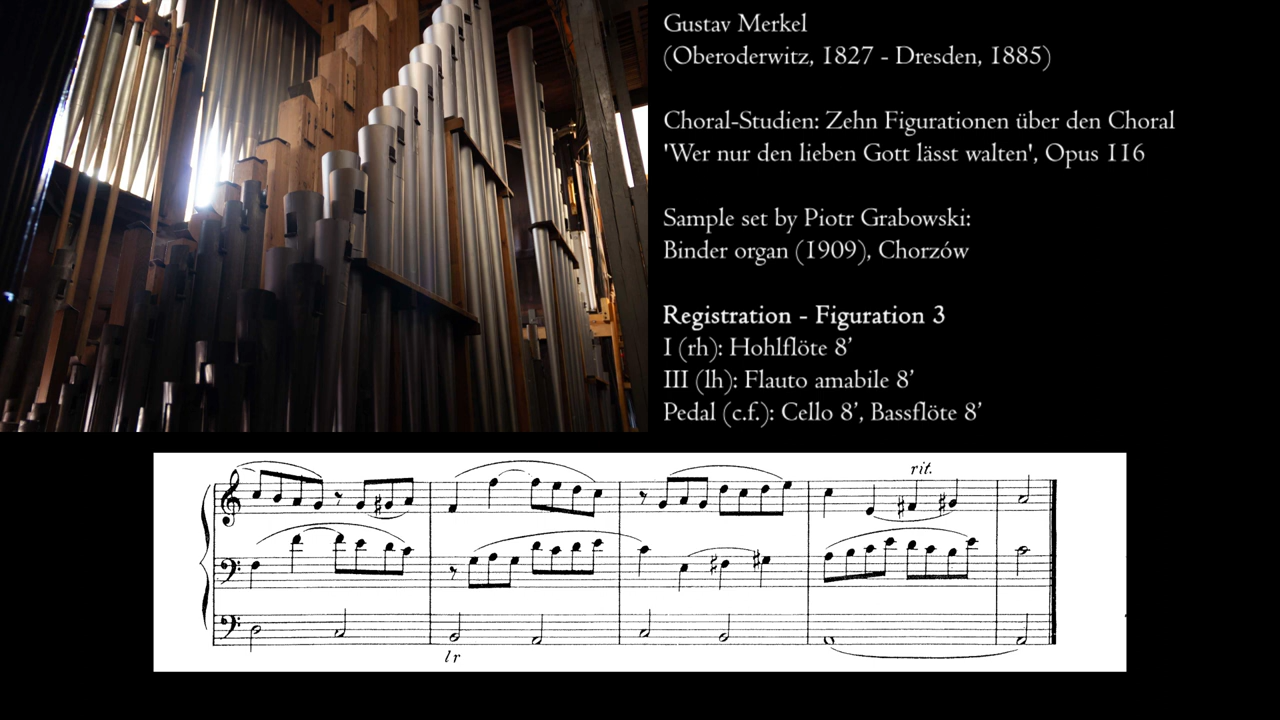 Gustav Merkel
(Oberoderwitz, 1827 - Dresden, 1885)
Choral-Studien: Zehn Figurationen über den Choral
'Wer nur den lieben Gott lässt walten', Opus 116
Sample set by Piotr Grabowski:
Binder organ (1909), Chorzów
Registration - Figuration 3
I (rh): Hohlflöte 8’
III (lh): Flauto amabile 8’
Pedal (c.f.): Cello 8’, Bassflöte 8’
rit.
lr